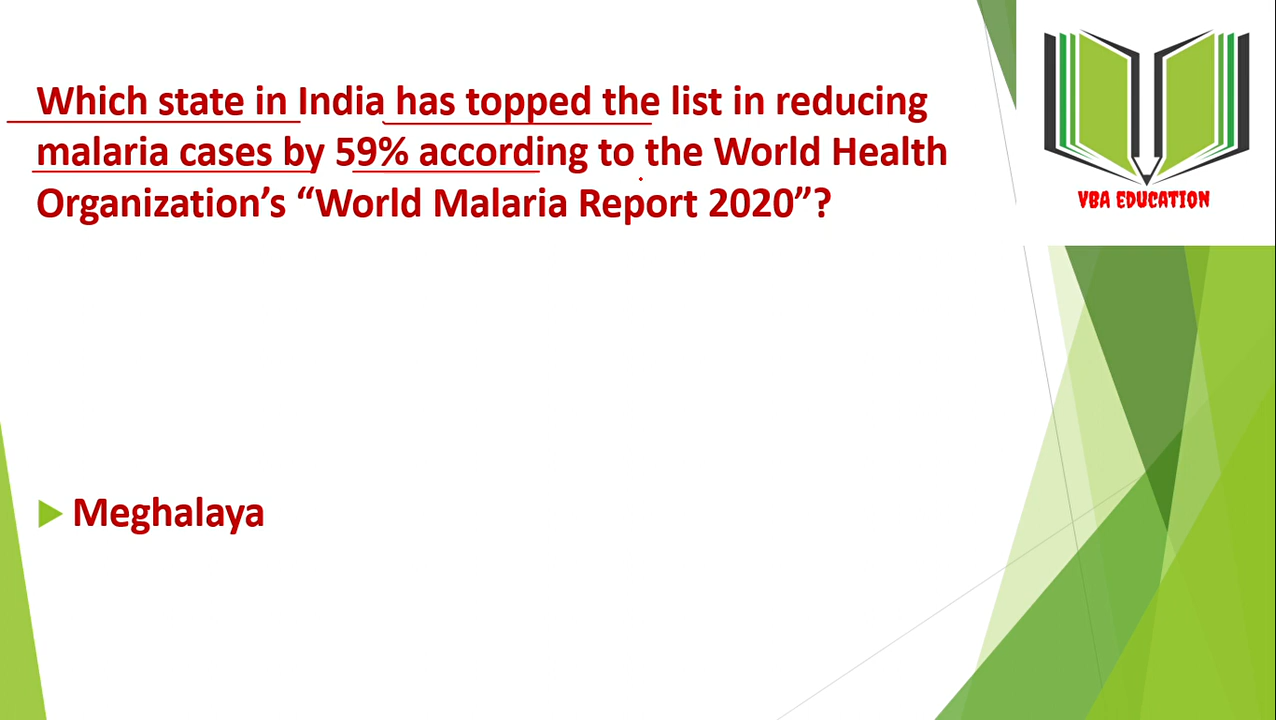 Which state in India has topped the list in reducing
malaria cases by 59% according to the World Health
Organization’s “World Malaria Report 2020”?
VBA EDUCATION
Meghalaya